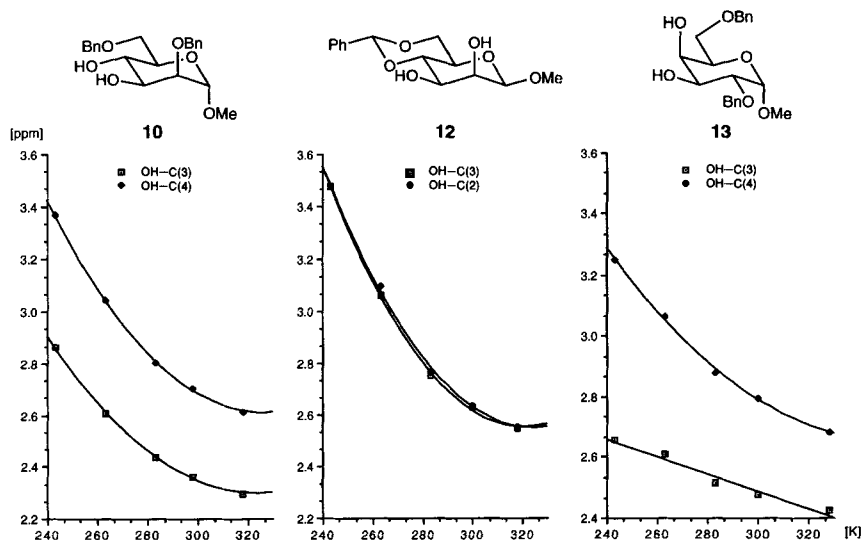 BnO OBn O HO HO OMe
10
Ph O O HO O HO OMe
12
HO OBn O HO BnO OMe
13
[ppm]
OH–C(3)
OH–C(4)
3.6
3.4
3.2
3.0
2.8
2.6
2.4
2.2
240 260 280 300 320
OH–C(3)
OH–C(2)
3.6
3.4
3.2
3.0
2.8
2.6
2.4
2.2
240 260 280 300 320
OH–C(3)
OH–C(4)
3.6
3.4
3.2
3.0
2.8
2.6
2.4
240 260 280 300 320 [K]